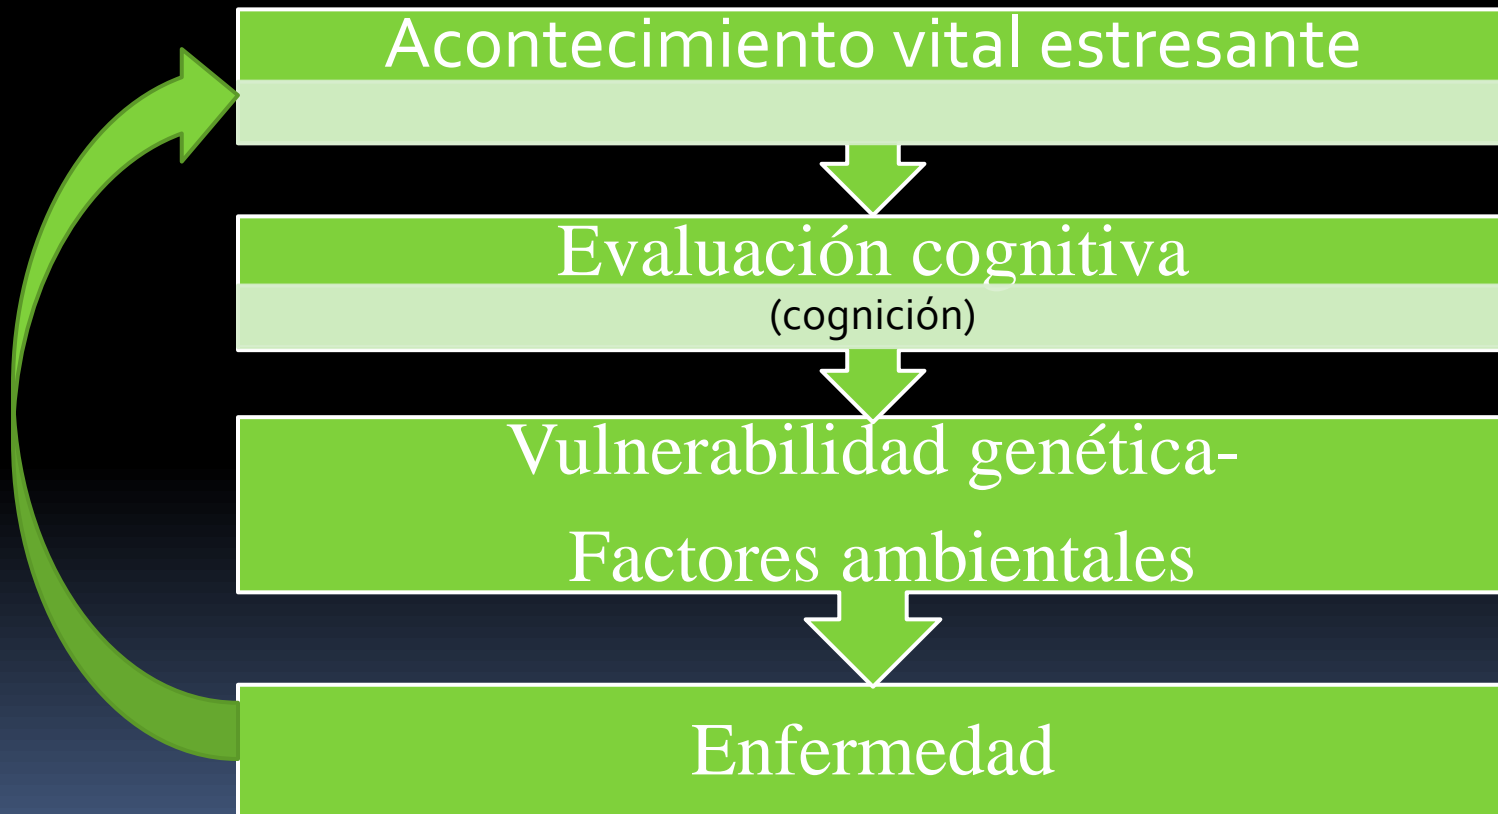 Acontecimiento vital estresante
Evaluación cognitiva
(cognición)
Vulnerabilidad genética-
Factores ambientales
Enfermedad